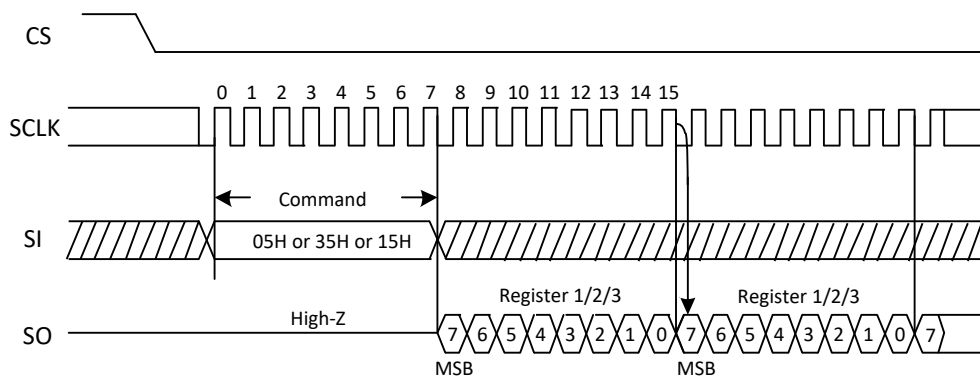 CS
0 1 2 3 4 5 6 7 8 9 10 11 12 13 14 15
SCLK
Command
SI
05H or 35H or 15H
Register 1/2/3 Register 1/2/3
High-Z
SO
7 6 5 4 3 2 1 0 7 6 5 4 3 2 1 0 7
MSB MSB